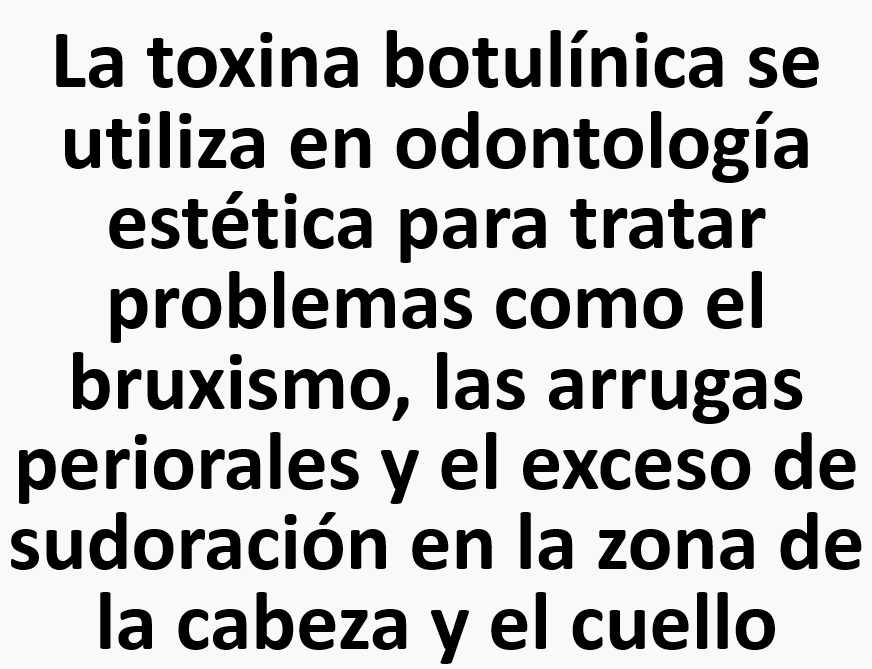 La toxina botulínica se
utiliza en odontología
estética para tratar
problemas como el
bruxismo, las arrugas
periorales y el exceso de
sudoración en la zona de
la cabeza y el cuello